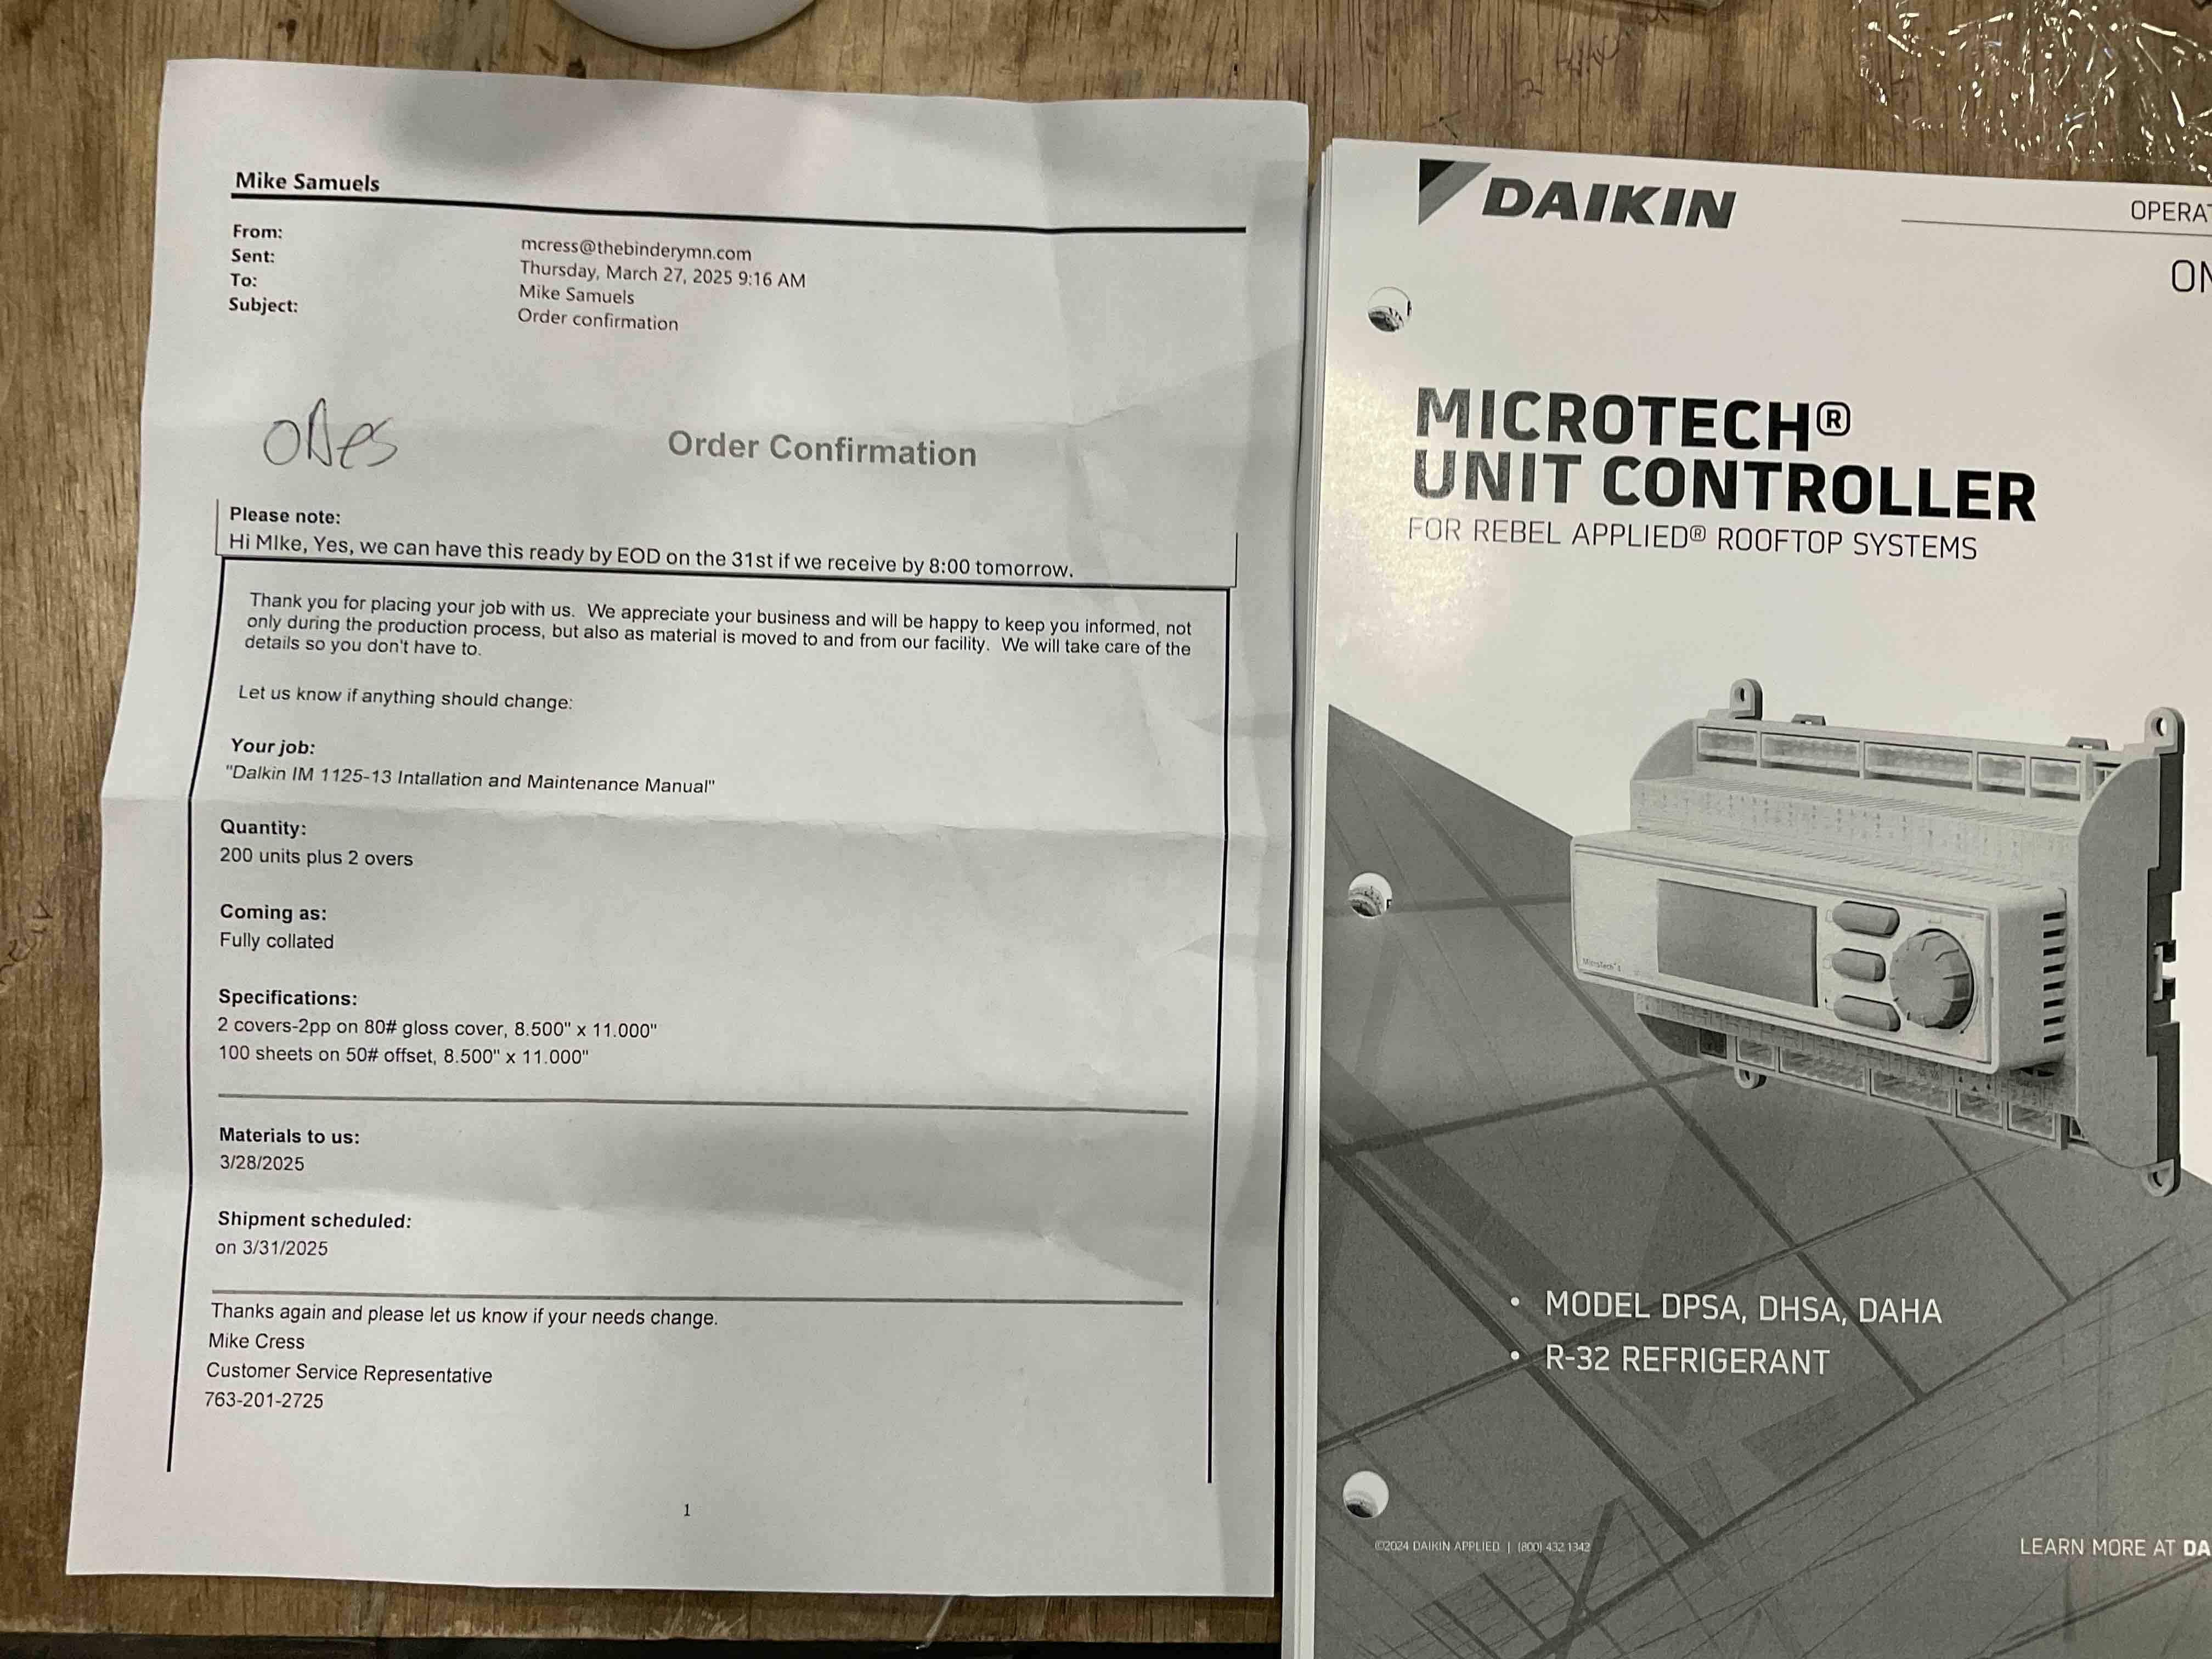 Mike Samuels
From:
mcress@thebinderymn.com
Sent:
Thursday, March 27, 2025 9:16 AM
To:
Mike Samuels
Subject:
Order confirmation
Order Confirmation
Please note:
Hi MIke, Yes, we can have this ready by EOD on the 31st if we receive by 8:00 tomorrow.
Thank you for placing your job with us. We appreciate your business and will be happy to keep you informed, not
only during the production process, but also as material is moved to and from our facility. We will take care of the
details so you don't have to.
Let us know if anything should change:
Your job:
"Dalkin IM 1125-13 Intallation and Maintenance Manual"
Quantity:
200 units plus 2 overs
Coming as:
Fully collated
Specifications:
2 covers-2pp on 80# gloss cover, 8.500" x 11.000"
100 sheets on 50# offset, 8.500" x 11.000"
Materials to us:
3/28/2025
Shipment scheduled:
on 3/31/2025
Thanks again and please let us know if your needs change.
Mike Cress
Customer Service Representative
763-201-2725
1
DAIKIN
OPERAT
ON
MICROTECH®
UNIT CONTROLLER
FOR REBEL APPLIED® ROOFTOP SYSTEMS
MicroTech
• MODEL DPSA, DHSA, DAHA
• R-32 REFRIGERANT
©2024 DAIKIN APPLIED | (800) 432 1342
LEARN MORE AT DA